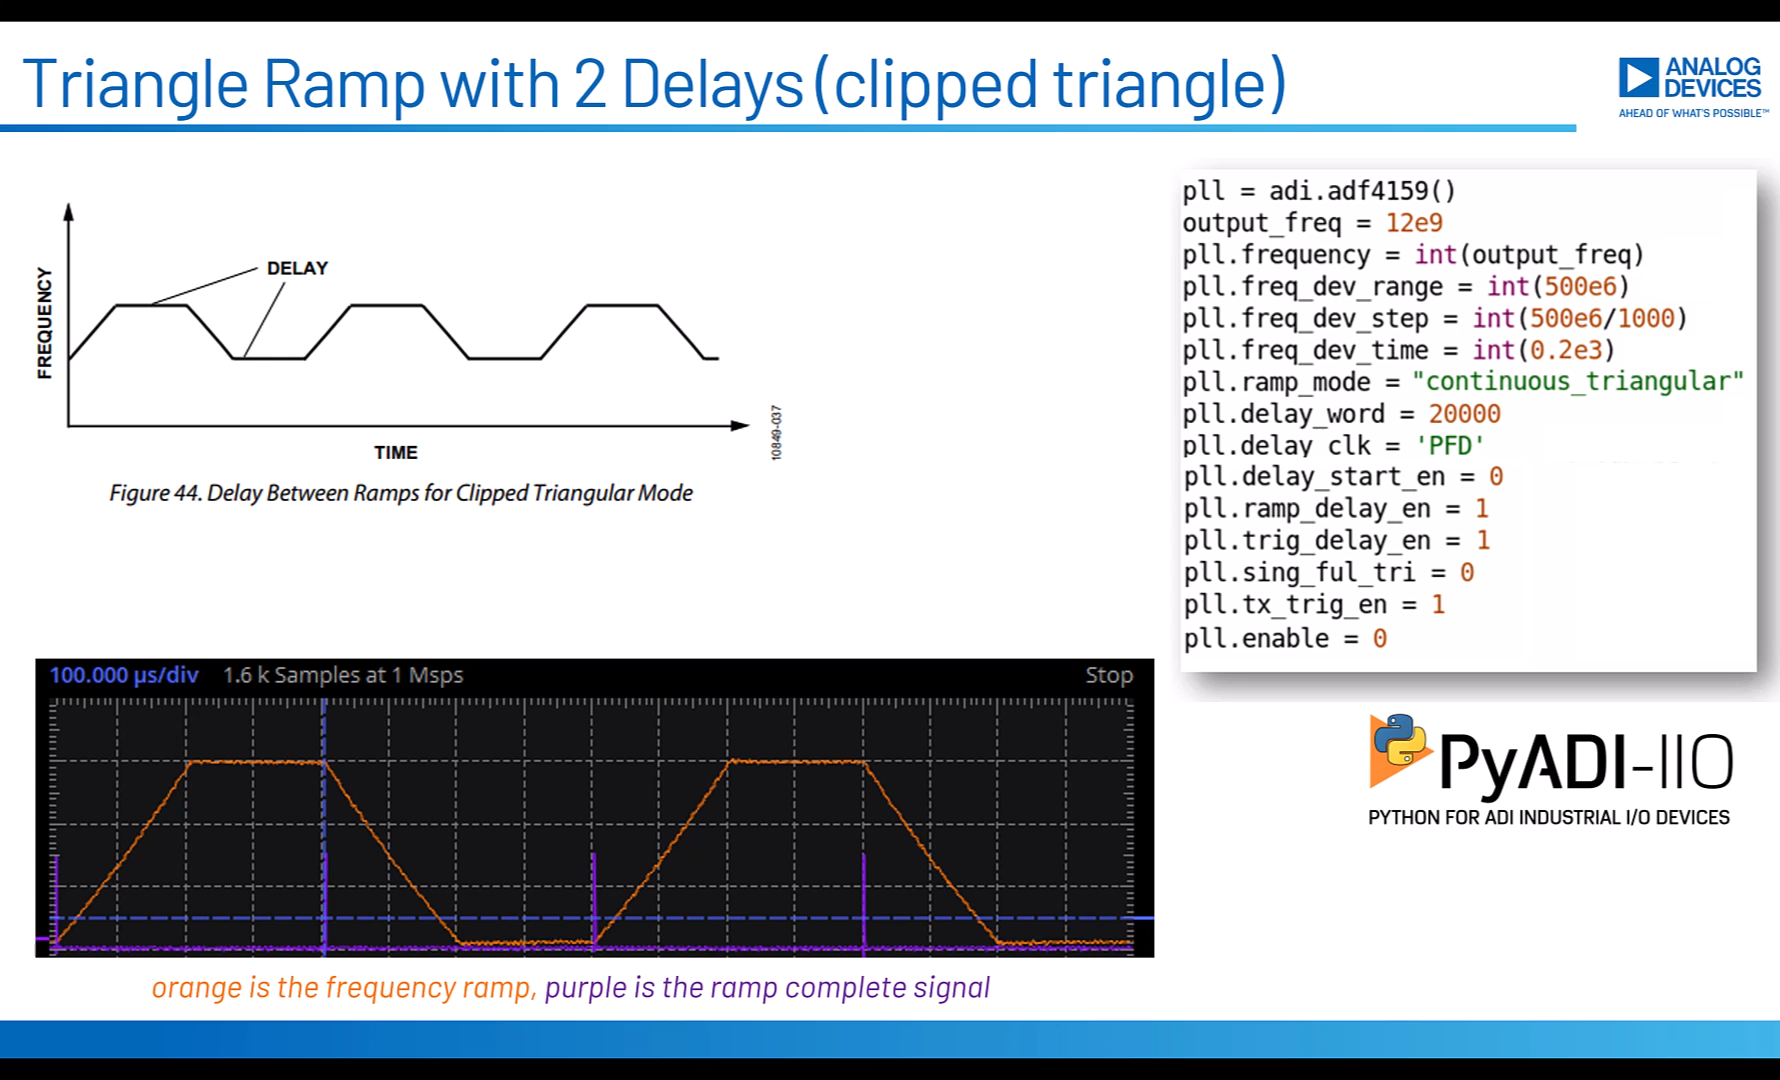 Triangle Ramp with 2 Delays (clipped triangle)
ANALOG
DEVICES
AHEAD OF WHAT'S POSSIBLE™
FREQUENCY
DELAY
TIME
10849-037
Figure 44. Delay Between Ramps for Clipped Triangular Mode
pll = adi.adf4159()
output_freq = 12e9
pll.frequency = int(output_freq)
pll.freq_dev_range = int(500e6)
pll.freq_dev_step = int(500e6/1000)
pll.freq_dev_time = int(0.2e3)
pll.ramp_mode = "continuous_triangular"
pll.delay_word = 20000
pll.delay clk = 'PFD'
pll.delay_start_en = 0
pll.ramp_delay_en = 1
pll.trig_delay_en = 1
pll.sing_ful_tri = 0
pll.tx_trig_en = 1
pll.enable = 0
100.000 µs/div 1.6 k Samples at 1 Msps Stop
orange is the frequency ramp, purple is the ramp complete signal
PyADI-IIO
PYTHON FOR ADI INDUSTRIAL I/O DEVICES